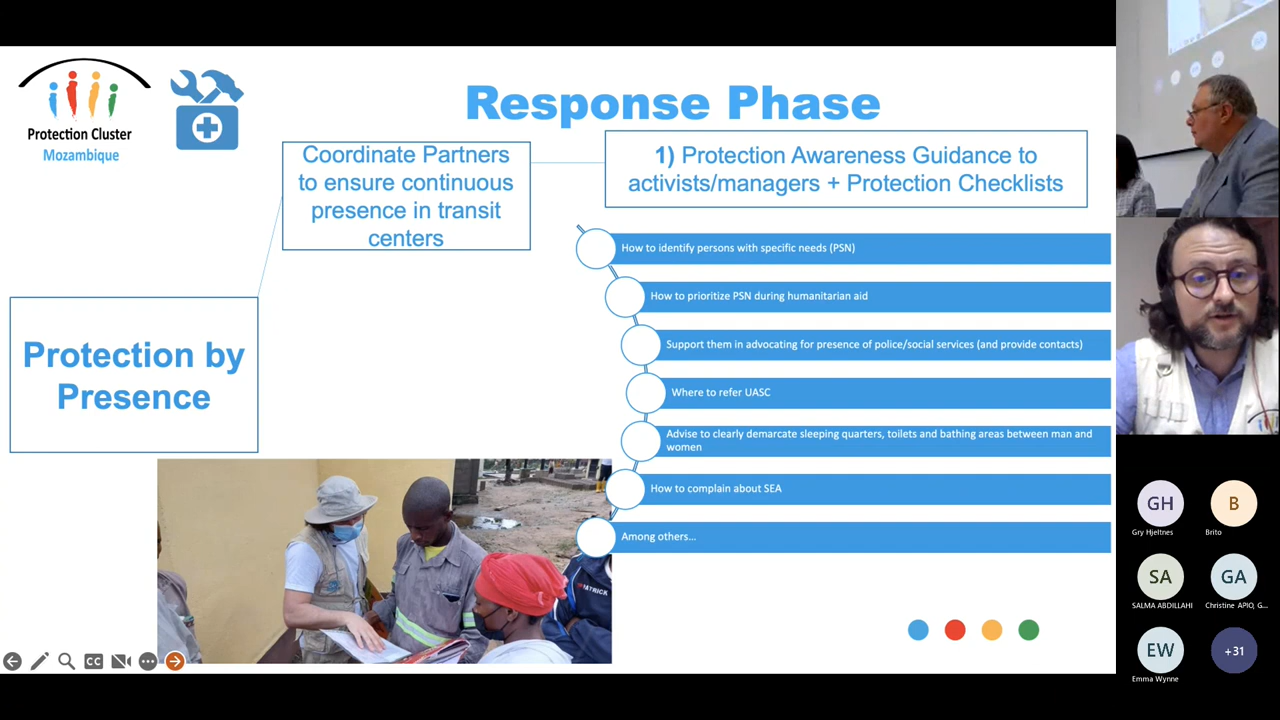 Protection Cluster
Mozambique
Response Phase
Coordinate Partners
to ensure continuous
presence in transit
centers
1) Protection Awareness Guidance to
activists/managers + Protection Checklists
Protection by
Presence
How to identify persons with specific needs (PSN)
How to prioritize PSN during humanitarian aid
Support them in advocating for presence of police/social services (and provide contacts)
Where to refer UASC
Advise to clearly demarcate sleeping quarters, toilets and bathing areas between man and
women
How to complain about SEA
Among others...
CC
GH
Gry Hjeltnes
B
Brito
SA
SALMA ABDILLAHI
GA
Christine APIO, G...
EW
Emma Wynne
+31